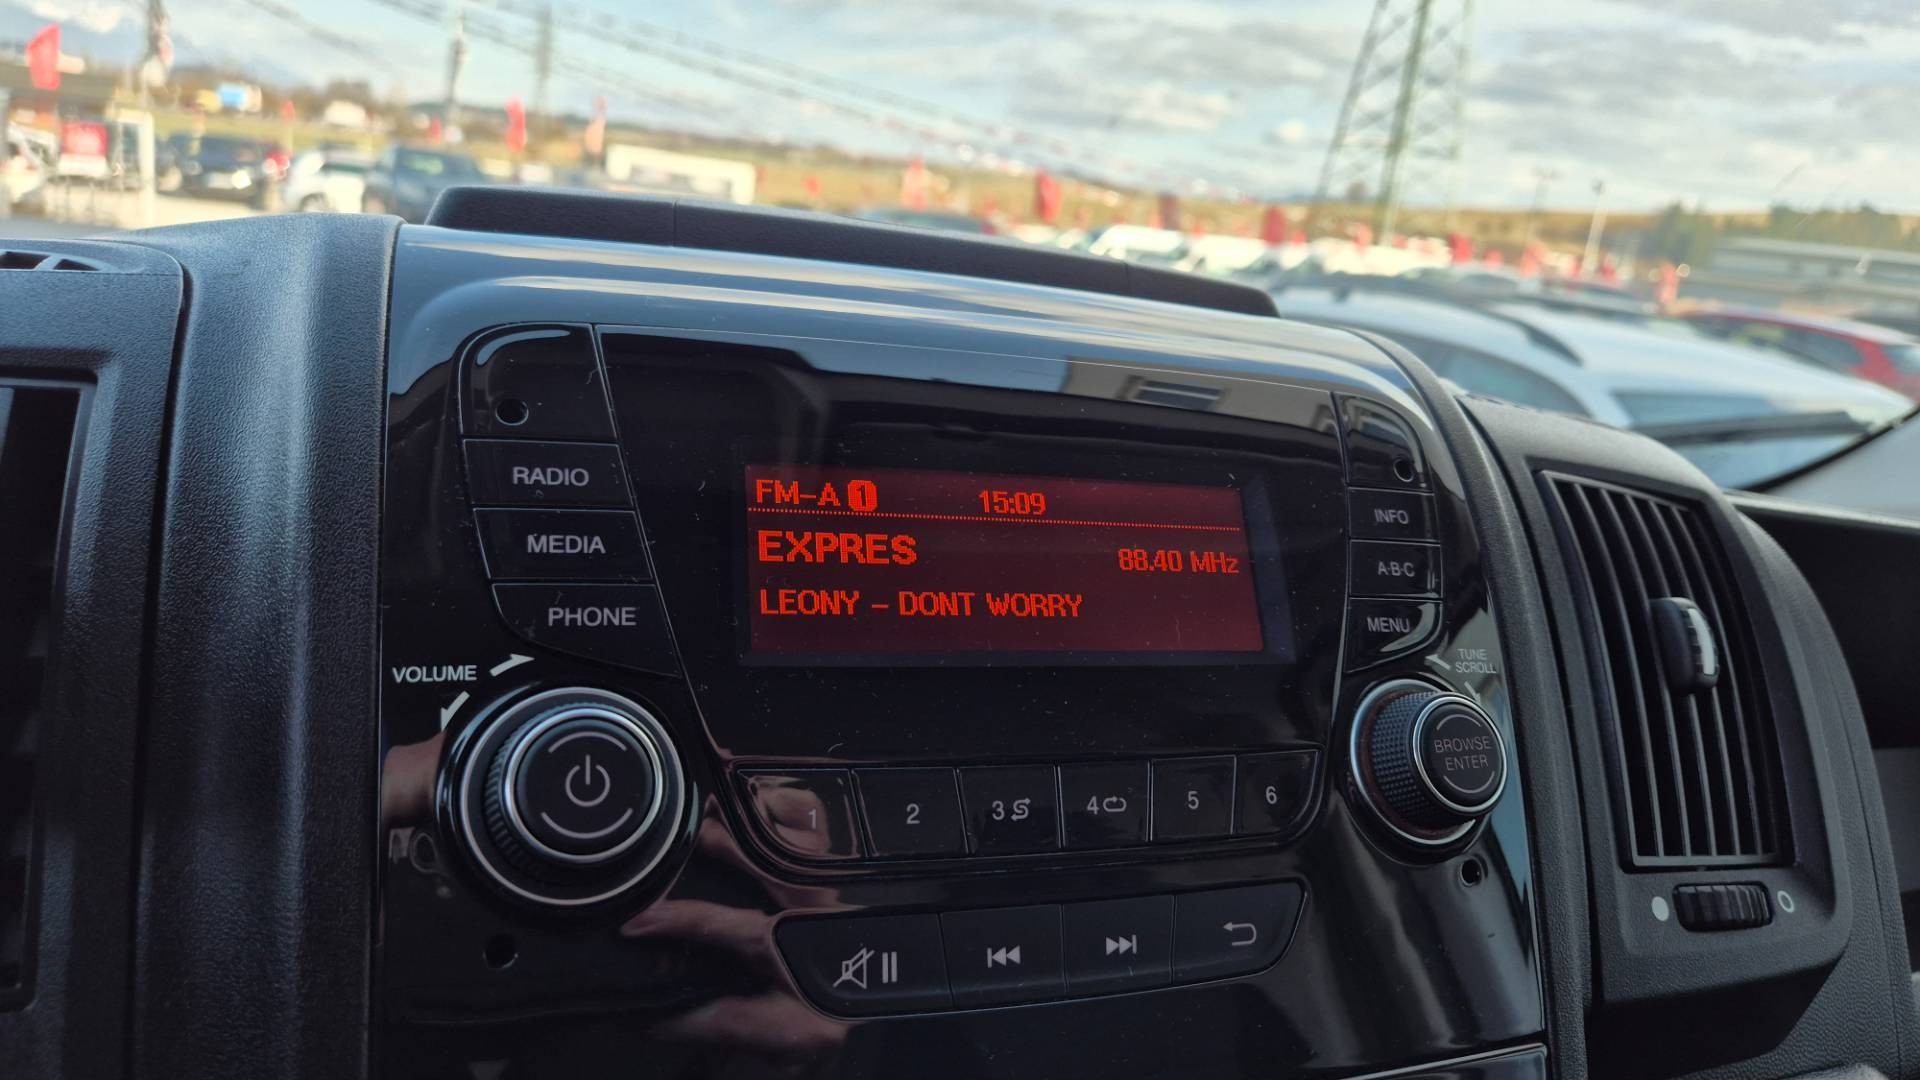 RADIO
MEDIA
PHONE
VOLUME
FM-A 1 15:09
EXPRES 88.40 MHz
LEONY - DONT WORRY
INFO
A·B·C
MENU
TUNE
SCROLL
BROWSE
ENTER
1 2 3 4 5 6